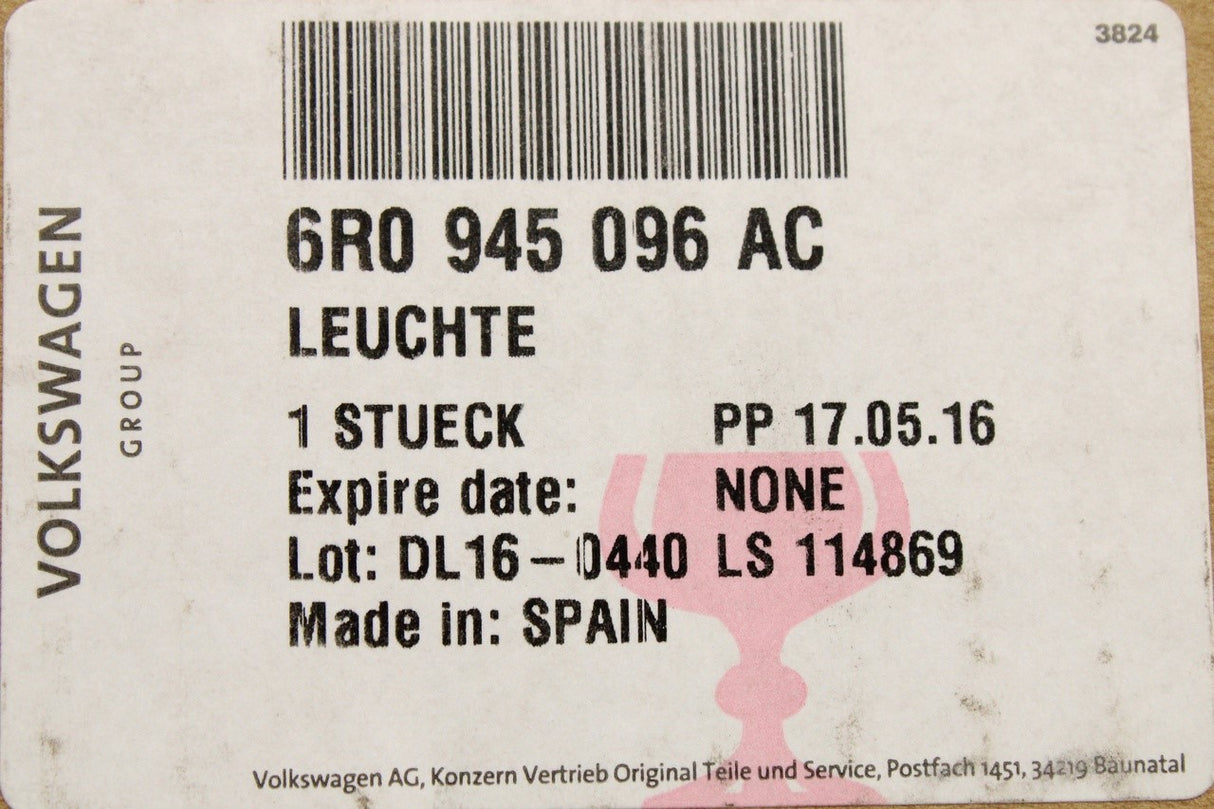 3824
VOLKSWAGEN
GROUP
6R0 945 096 AC
LEUCHTE
1 STUECK PP 17.05.16
Expire date: NONE
Lot: DL16-0440 LS 114869
Made in: SPAIN
Volkswagen AG, Konzern Vertrieb Original Teile und Service, Postfach 1451, 34219 Baunatal